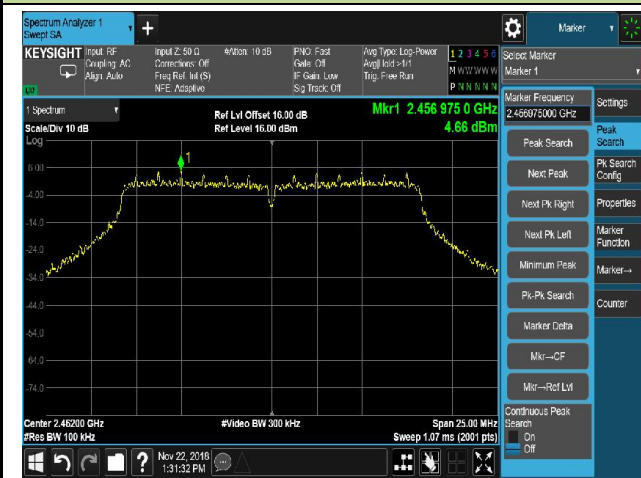 Spectrum Analyzer 1
Swept SA
Marker
KEYSIGHT
Input: RF
Coupling: AC
Align: Auto
Input Z: 50 Ω
Corrections: Off
Freq Ref: Int (S)
NFE: Adaptive
#Atten: 10 dB
PNO: Fast
Gate: Off
IF Gain: Low
Sig Track: Off
Avg Type: Log-Power
Avg|Hold:>1/1
Trig: Free Run
1 2 3 4 5 6
M W W W W W
P N N N N N
Select Marker
Marker 1
1 Spectrum
Scale/Div 10 dB
Log
Ref Lvl Offset 16.00 dB
Ref Level 16.00 dBm
Mkr1 2.456 975 0 GHz
4.66 dBm
1
6.00
-4.00
-14.0
-24.0
-34.0
-44.0
-54.0
-64.0
-74.0
Center 2.46200 GHz
#Res BW 100 kHz
#Video BW 300 kHz
Span 25.00 MHz
Sweep 1.07 ms (2001 pts)
Marker Frequency
2.456975000 GHz
Peak Search
Next Peak
Next Pk Right
Next Pk Left
Minimum Peak
Pk-Pk Search
Marker Delta
Mkr→CF
Mkr→Ref Lvl
Continuous Peak
Search
On
Off
Settings
Peak
Search
Pk Search
Config
Properties
Marker
Function
Marker→
Counter
?
Nov 22, 2018
1:31:32 PM